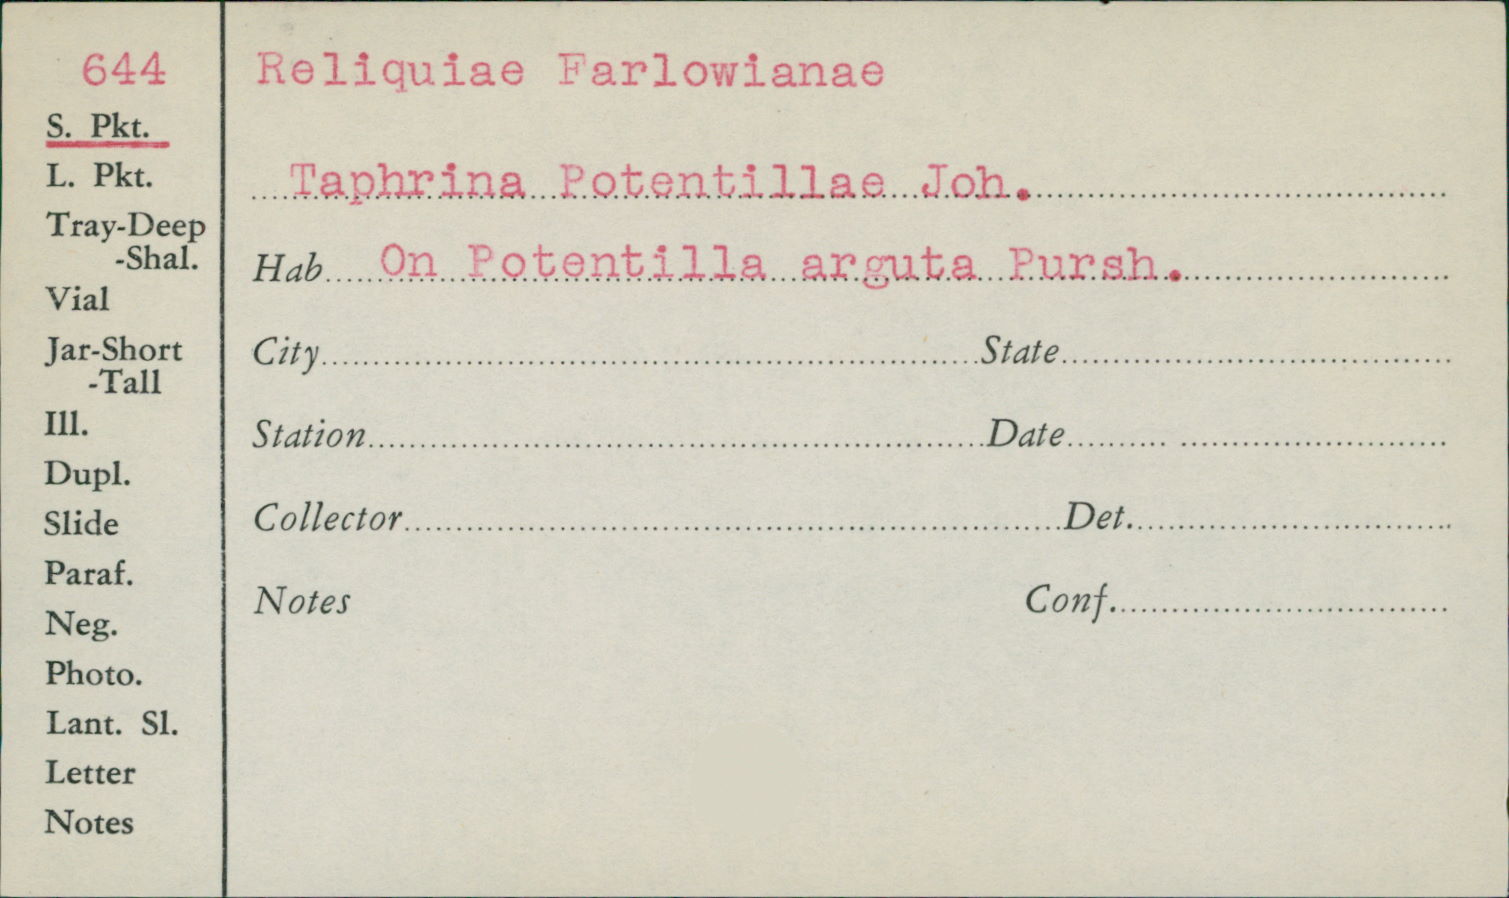 644
S. Pkt.
L. Pkt.
Tray-Deep
-Shal.
Vial
Jar-Short
-Tall
Ill.
Dupl.
Slide
Paraf.
Neg.
Photo.
Lant. Sl.
Letter
Notes
Reliquiae Farlowianae
Taphrina Potentillae Joh.
Hab On Potentilla arguta Pursh.
City State
Station Date
Collector Det.
Notes Conf.